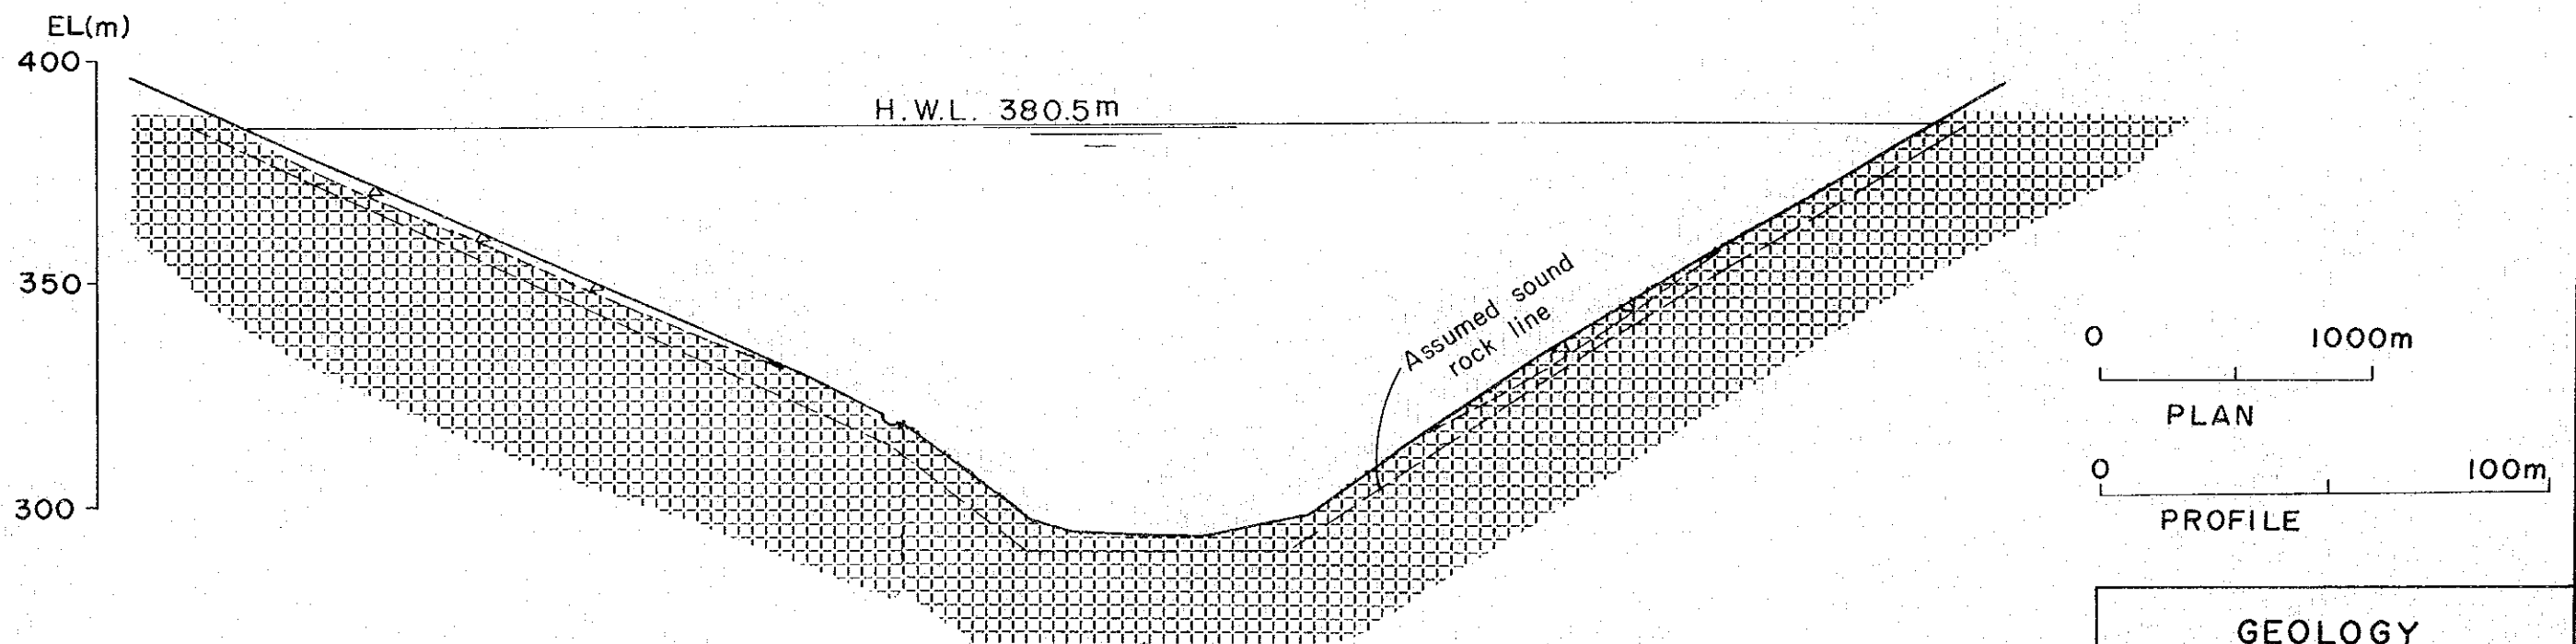 EL(m)
400
H.W.L. 380.5m
350
Assumed sound
rock line
300
0 1000m
PLAN
0 100m
PROFILE
GEOLOGY